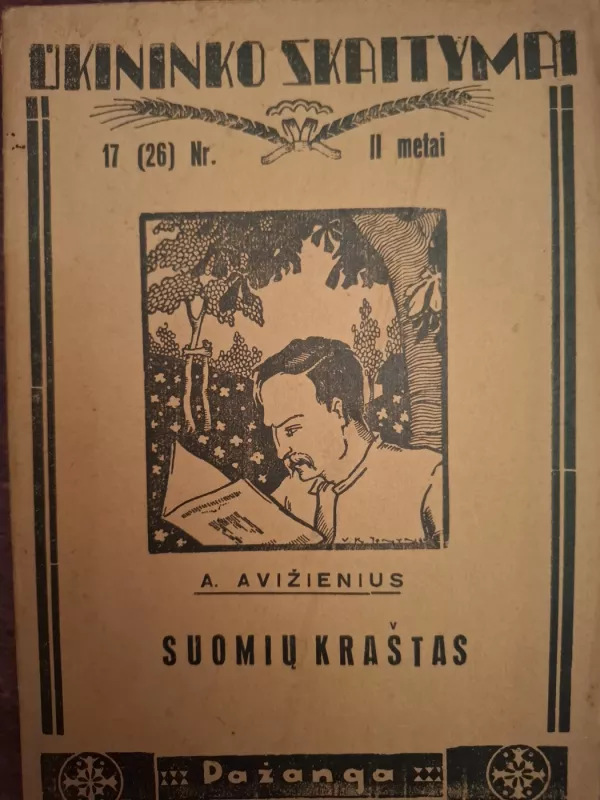 ŪKININKO SKAITYMAI
17 (26) Nr. II metai
A. AVIŽIENIUS
SUOMIŲ KRAŠTAS
Pažanga